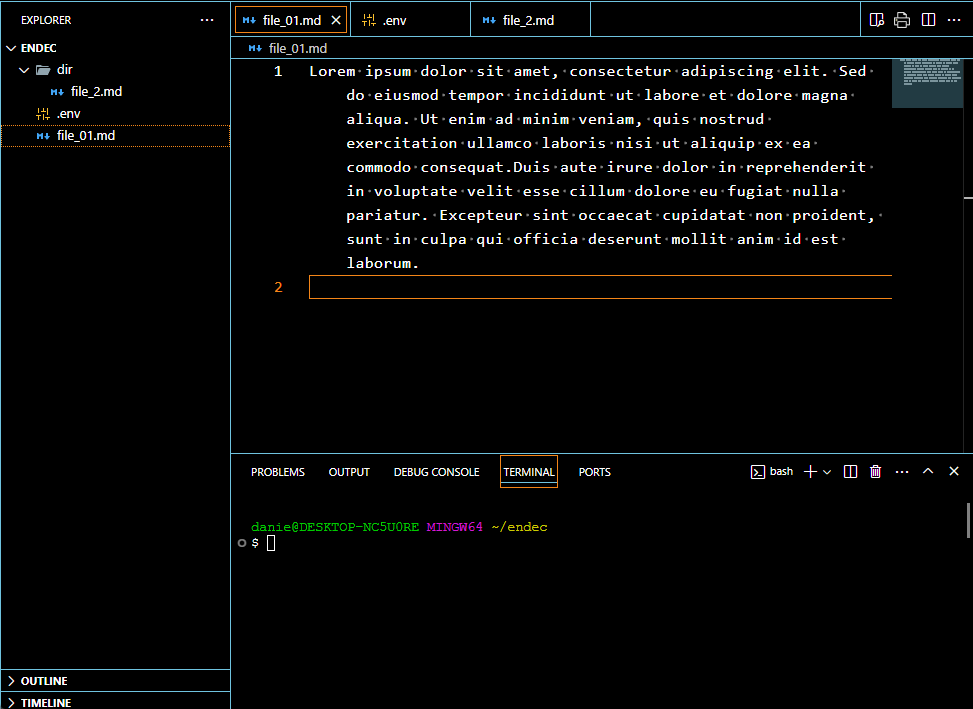 EXPLORER
ENDEC
dir
file_2.md
.env
file_01.md
OUTLINE
TIMELINE
file_01.md
.env
file_2.md
file_01.md
1 Lorem ipsum dolor sit amet, consectetur adipiscing elit. Sed
do eiusmod tempor incididunt ut labore et dolore magna
aliqua. Ut enim ad minim veniam, quis nostrud
exercitation ullamco laboris nisi ut aliquip ex ea
commodo consequat.Duis aute irure dolor in reprehenderit
in voluptate velit esse cillum dolore eu fugiat nulla
pariatur. Excepteur sint occaecat cupidatat non proident,
sunt in culpa qui officia deserunt mollit anim id est
laborum.
2
PROBLEMS OUTPUT DEBUG CONSOLE TERMINAL PORTS bash
danie@DESKTOP-NC5U0RE MINGW64 ~/endec
$